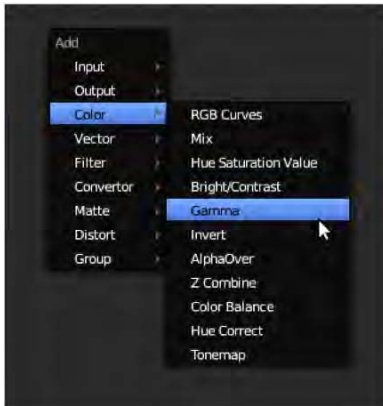 Add
Input
Output
Color
Vector
Filter
Convertor
Matte
Distort
Group
RGB Curves
Mix
Hue Saturation Value
Bright/Contrast
Gamma
Invert
AlphaOver
Z Combine
Color Balance
Hue Correct
Tonemap